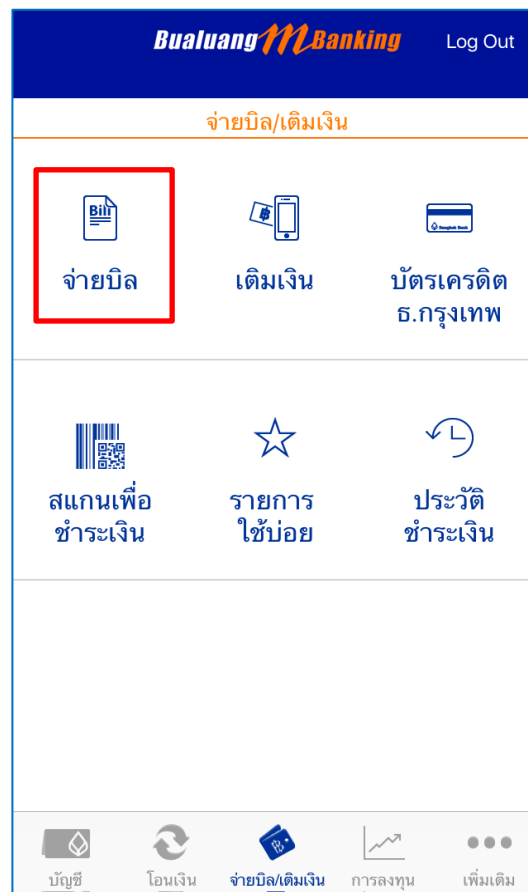 Bualuang mBanking Log Out
จ่ายบิล/เติมเงิน
Bill
฿
Bangkok Bank
จ่ายบิล เติมเงิน บัตรเครดิต
ธ.กรุงเทพ
สแกนเพื่อ รายการ ประวัติ
ชำระเงิน ใช้บ่อย ชำระเงิน
฿
บัญชี โอนเงิน จ่ายบิล/เติมเงิน การลงทุน เพิ่มเติม